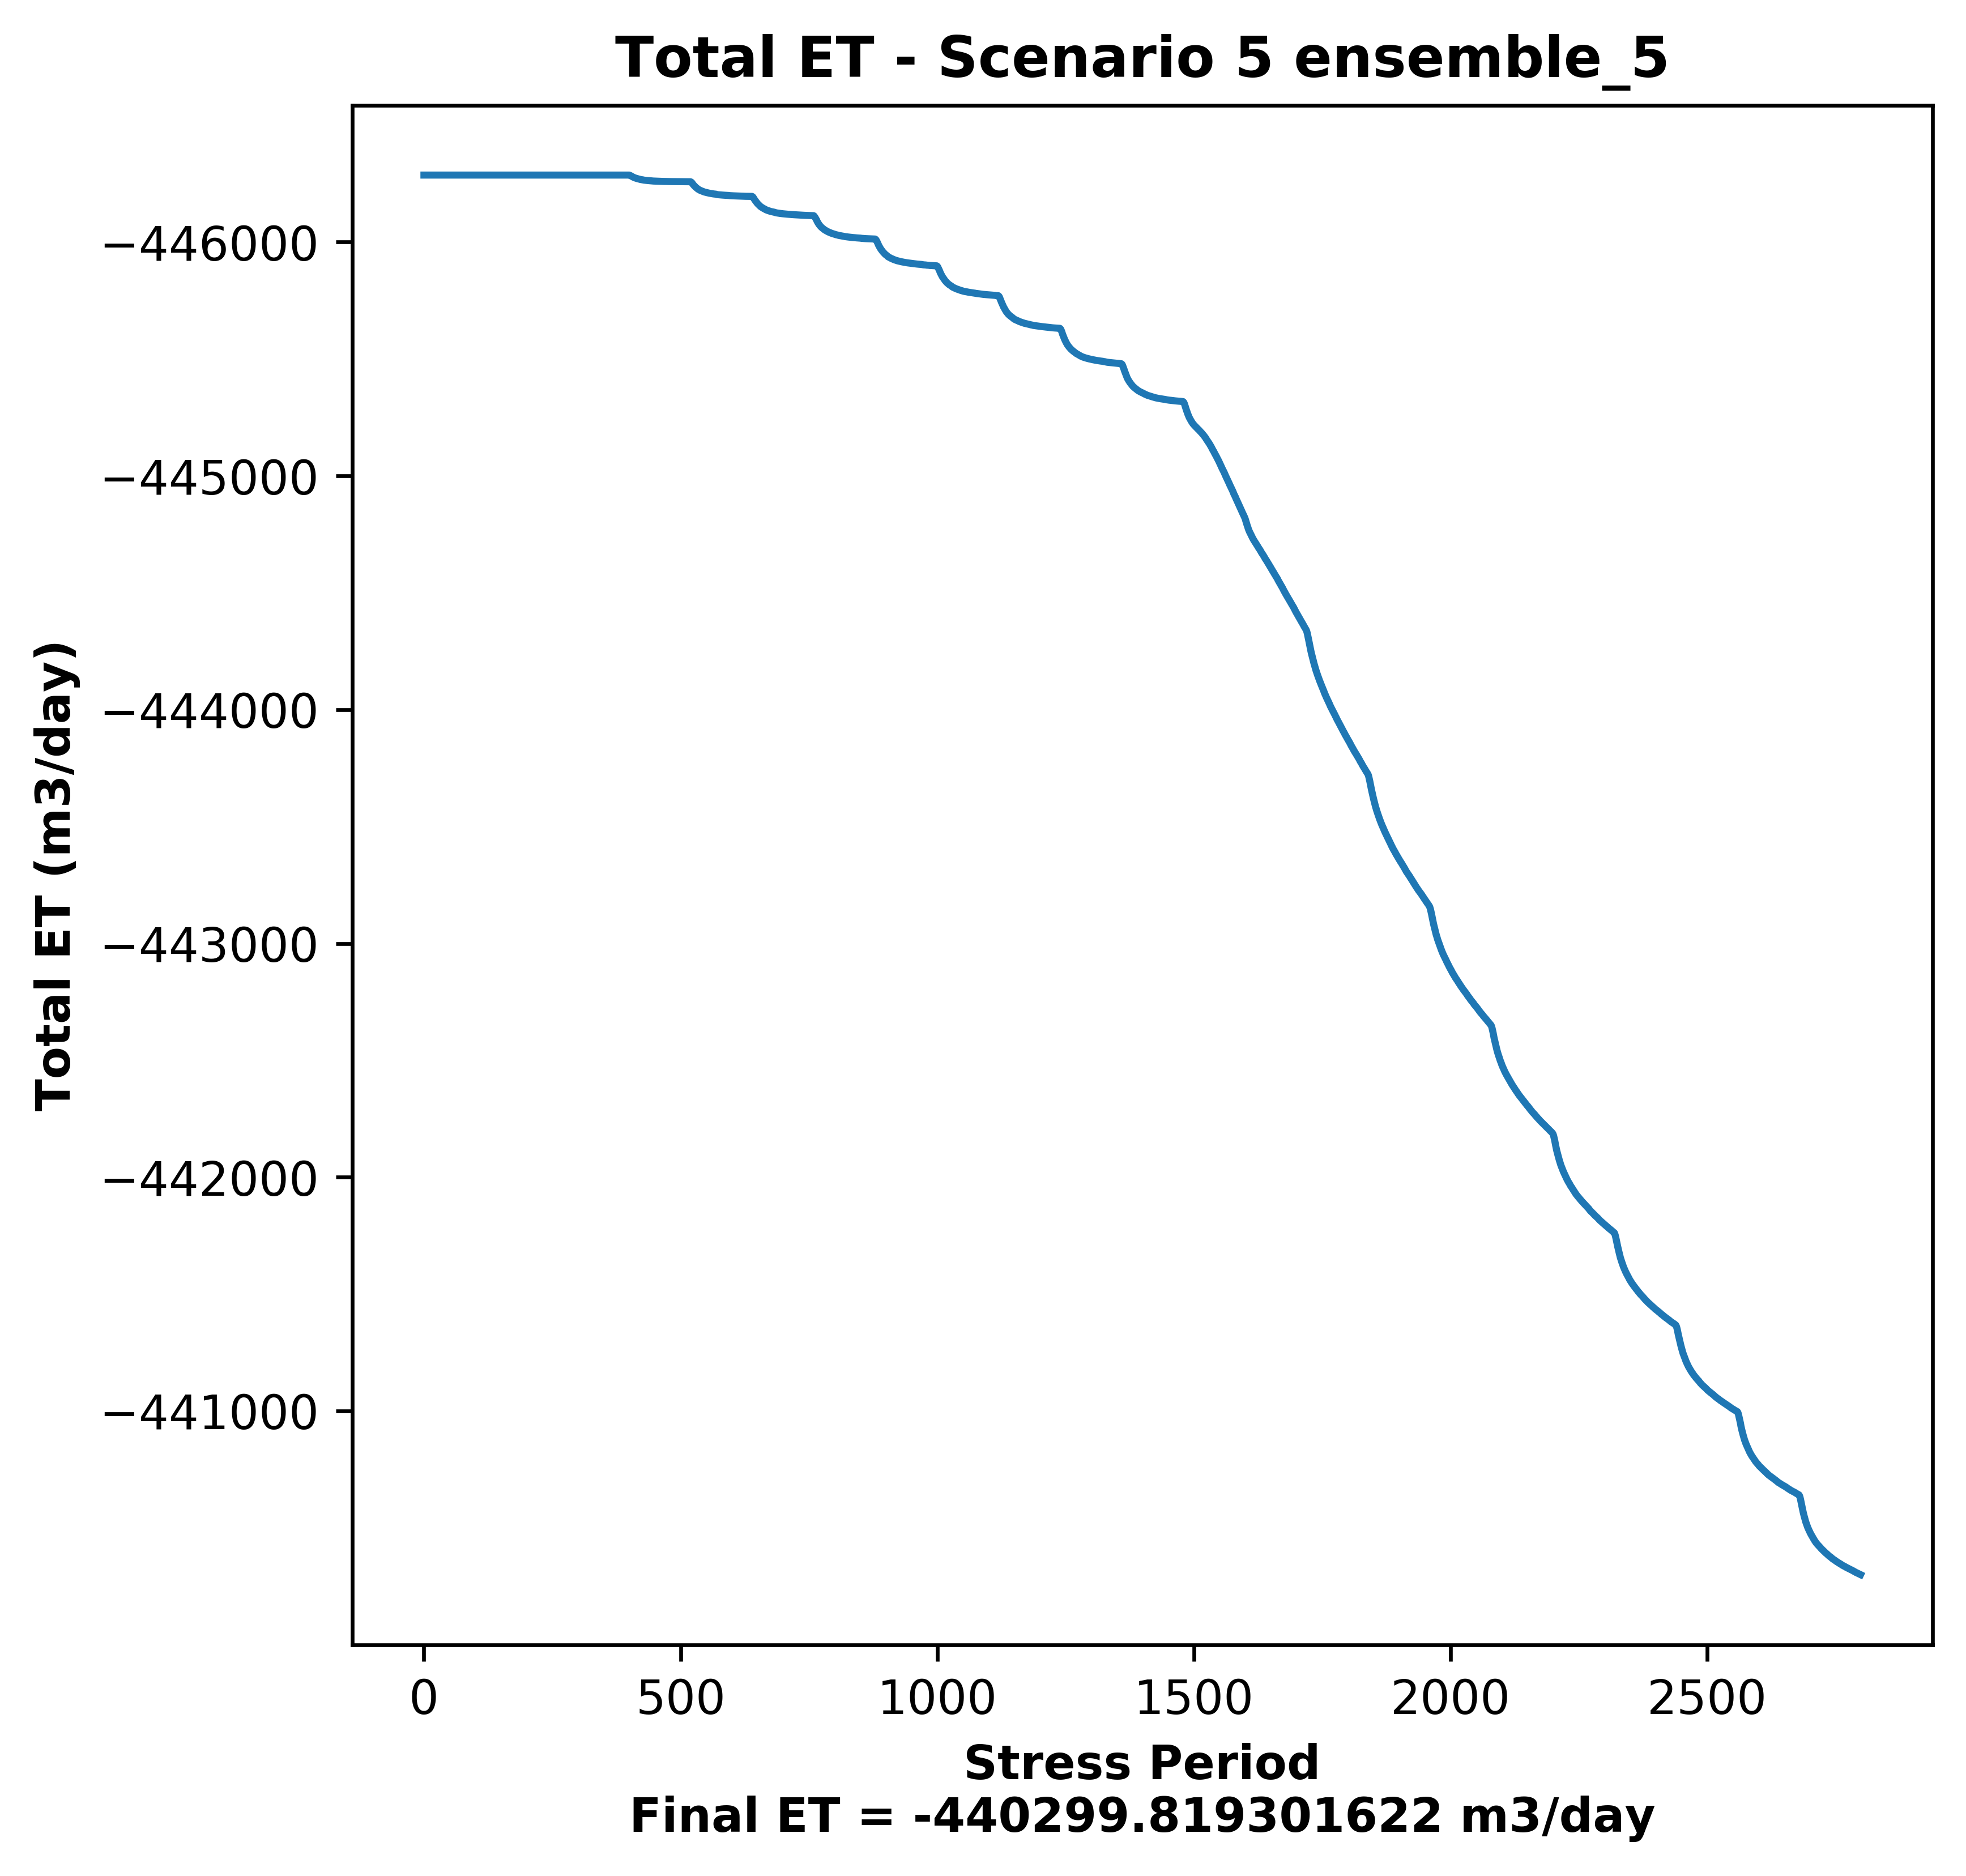 Total ET - Scenario 5 ensemble_5
Total ET (m3/day)
−446000
−445000
−444000
−443000
−442000
−441000
0 500 1000 1500 2000 2500
Stress Period
Final ET = -440299.819301622 m3/day